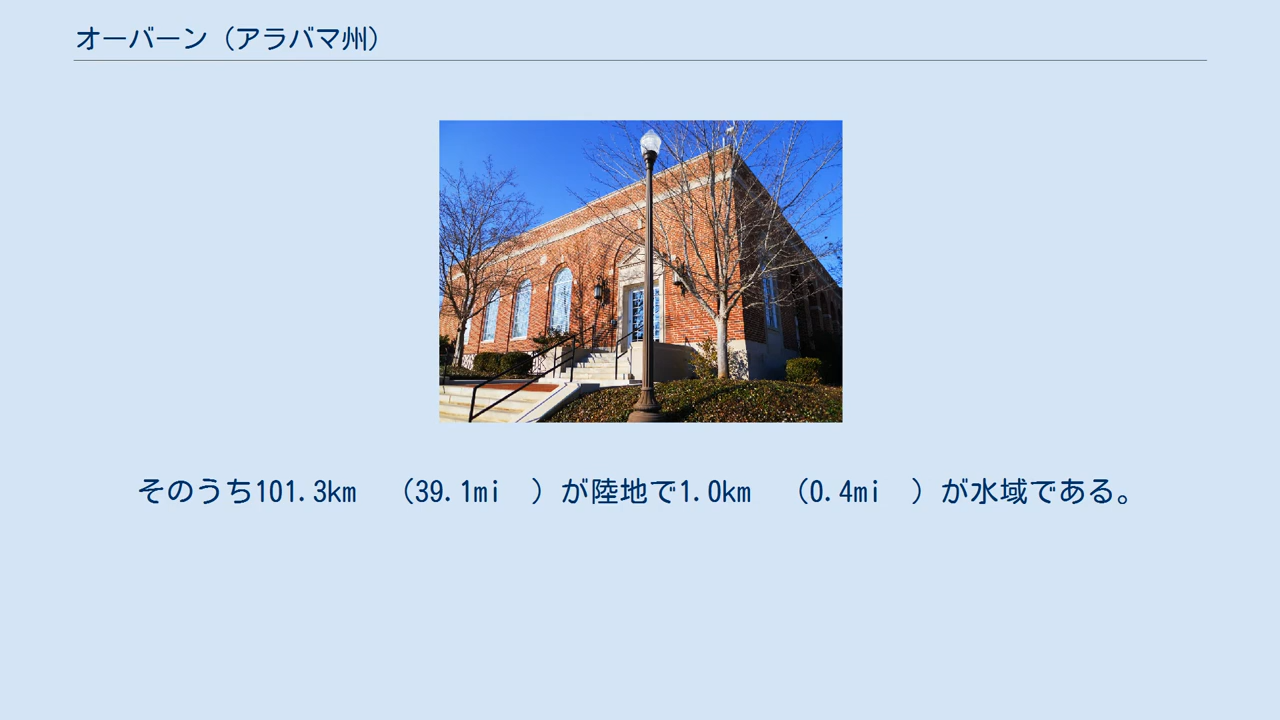 オーバーン（アラバマ州）
そのうち101.3km　（39.1mi　）が陸地で1.0km　（0.4mi　）が水域である。